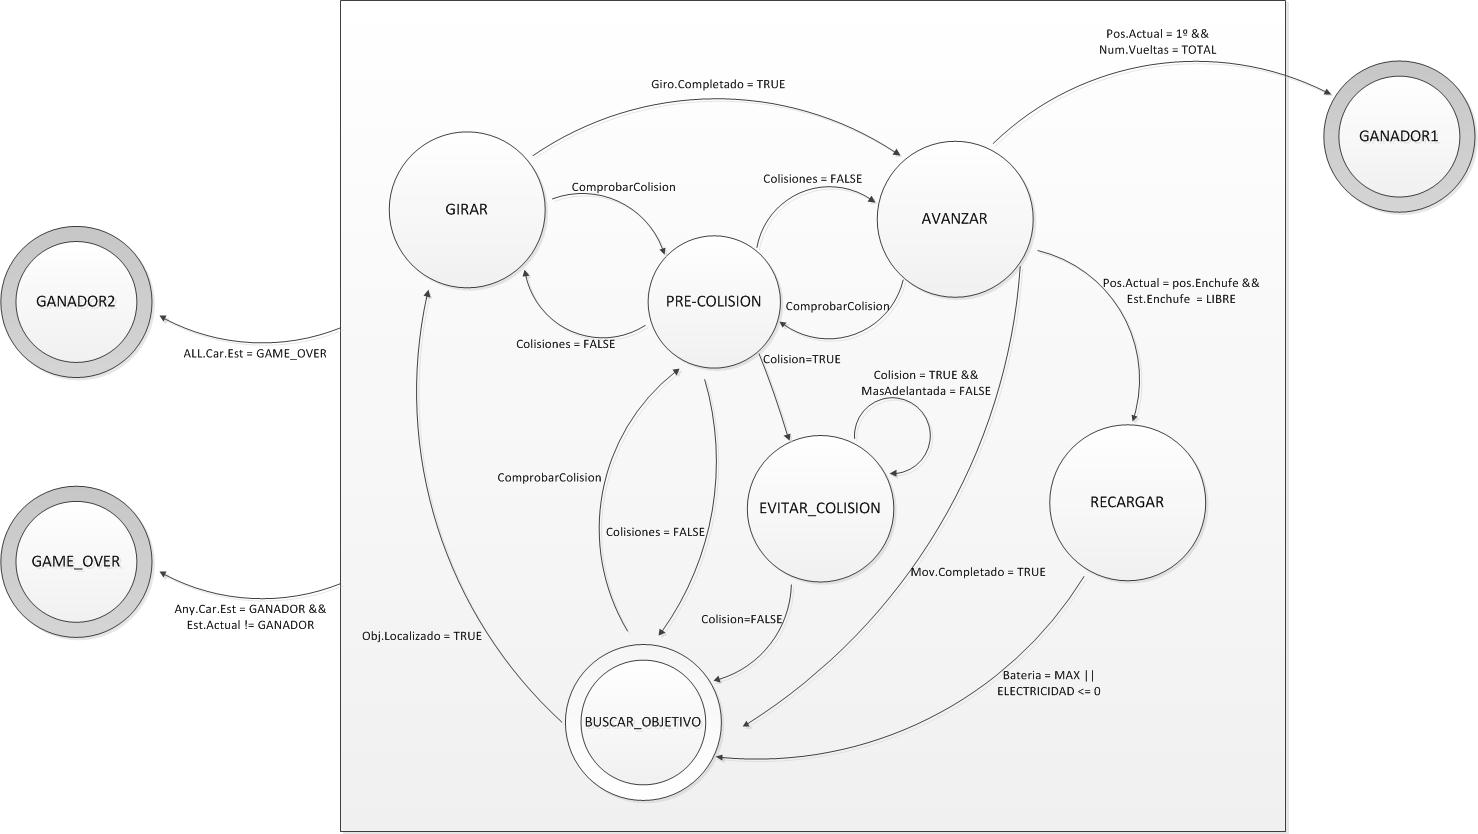 Pos.Actual = 1º &&
Num.Vueltas = TOTAL
Giro.Completado = TRUE
GANADOR1
ComprobarColision
Colisiones = FALSE
GIRAR
AVANZAR
GANADOR2
PRE-COLISION
Pos.Actual = pos.Enchufe &&
Est.Enchufe = LIBRE
ComprobarColision
Colisiones = FALSE
ALL.Car.Est = GAME_OVER
Colision=TRUE
Colision = TRUE &&
MasAdelantada = FALSE
ComprobarColision
EVITAR_COLISION
RECARGAR
Colisiones = FALSE
GAME_OVER
Mov.Completado = TRUE
Any.Car.Est = GANADOR &&
Est.Actual != GANADOR
Colision=FALSE
Obj.Localizado = TRUE
Bateria = MAX ||
ELECTRICIDAD <= 0
BUSCAR_OBJETIVO